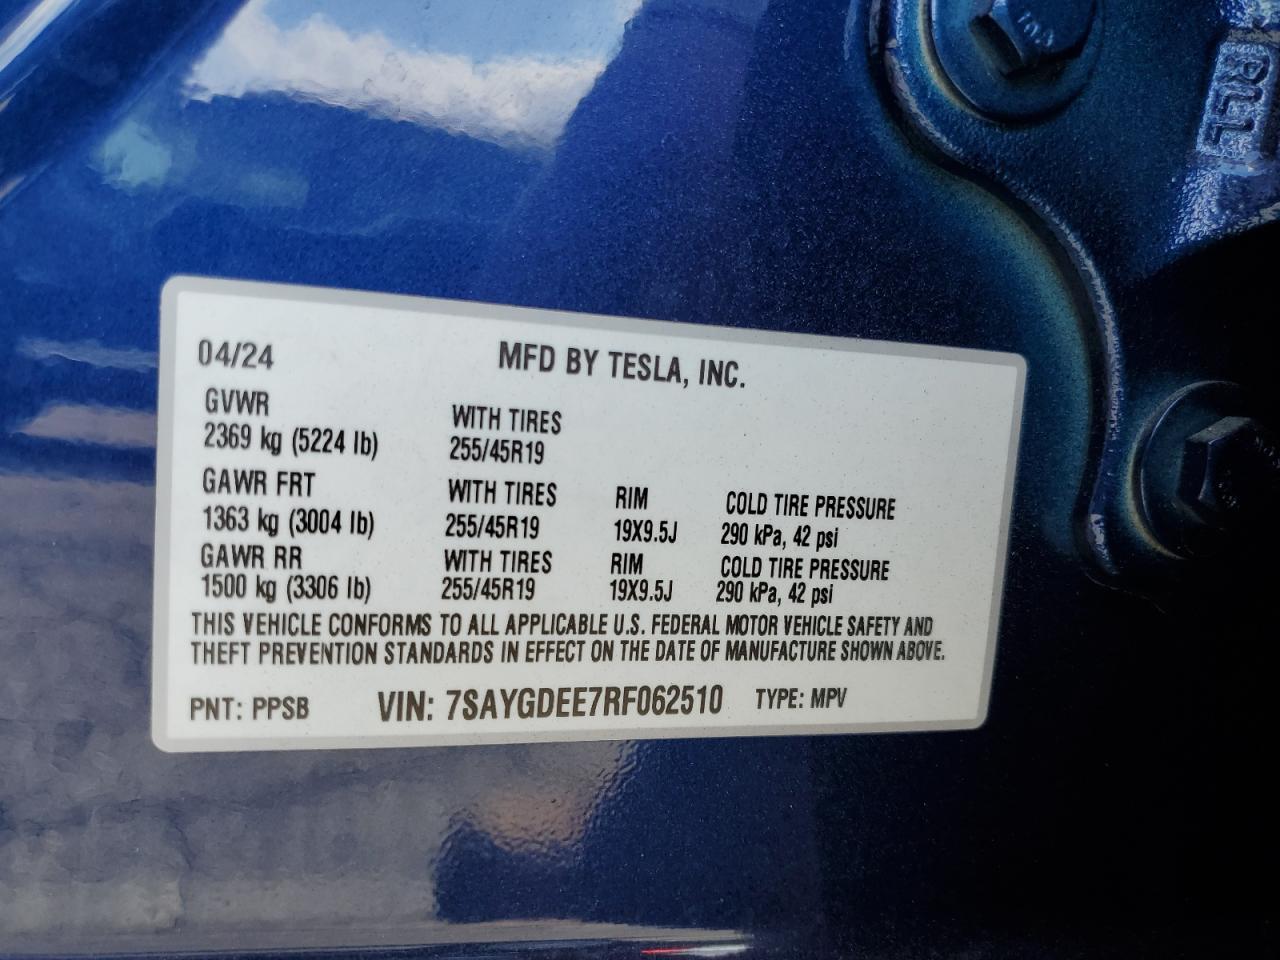 04/24 MFD BY TESLA, INC.
GVWR WITH TIRES
2369 kg (5224 lb) 255/45R19
GAWR FRT WITH TIRES RIM COLD TIRE PRESSURE
1363 kg (3004 lb) 255/45R19 19X9.5J 290 kPa, 42 psi
GAWR RR WITH TIRES RIM COLD TIRE PRESSURE
1500 kg (3306 lb) 255/45R19 19X9.5J 290 kPa, 42 psi
THIS VEHICLE CONFORMS TO ALL APPLICABLE U.S. FEDERAL MOTOR VEHICLE SAFETY AND
THEFT PREVENTION STANDARDS IN EFFECT ON THE DATE OF MANUFACTURE SHOWN ABOVE.
PNT: PPSB VIN: 7SAYGDEE7RF062510 TYPE: MPV